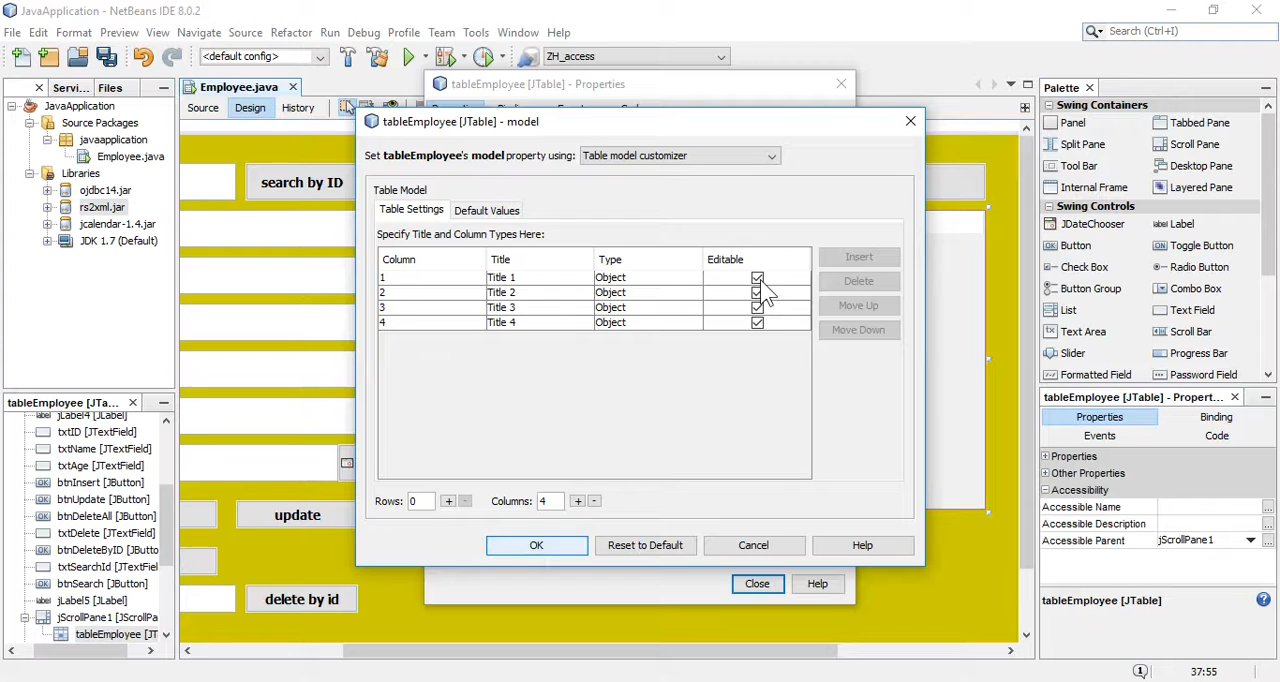 JavaApplication - NetBeans IDE 8.0.2
File Edit Format Preview View Navigate Source Refactor Run Debug Profile Team Tools Window Help
Search (Ctrl+I)
<default config>
ZH_access
Servi... Files
JavaApplication
Source Packages
javaapplication
Employee.java
Libraries
ojdbc14.jar
rs2xml.jar
jcalendar-1.4.jar
JDK 1.7 (Default)
Employee.java
Source Design History
search by ID
update
delete by id
tableEmployee [JTable] - Properties
tableEmployee [JTable] - model
Set tableEmployee's model property using: Table model customizer
Table Model
Table Settings Default Values
Specify Title and Column Types Here:
Column Title Type Editable
1 Title 1 Object
2 Title 2 Object
3 Title 3 Object
4 Title 4 Object
Insert
Delete
Move Up
Move Down
Rows: 0 + - Columns: 4 + -
OK Reset to Default Cancel Help
Close Help
Palette
Swing Containers
Panel Tabbed Pane
Split Pane Scroll Pane
Tool Bar Desktop Pane
Internal Frame Layered Pane
Swing Controls
JDateChooser Label
Button Toggle Button
Check Box Radio Button
Button Group Combo Box
List Text Field
Text Area Scroll Bar
Slider Progress Bar
Formatted Field Password Field
tableEmployee [JTa...
jLabel4 [JLabel]
txtID [JTextField]
txtName [JTextField]
txtAge [JTextField]
btnInsert [JButton]
btnUpdate [JButton]
btnDeleteAll [JButton]
txtDelete [JTextField]
btnDeleteByID [JButton]
txtSearchId [JTextField]
btnSearch [JButton]
jLabel5 [JLabel]
jScrollPane1 [JScrollPane]
tableEmployee [JT
tableEmployee [JTable] - Propert...
Properties Binding
Events Code
Properties
Other Properties
Accessibility
Accessible Name
Accessible Description
Accessible Parent jScrollPane1
tableEmployee [JTable]
37:55